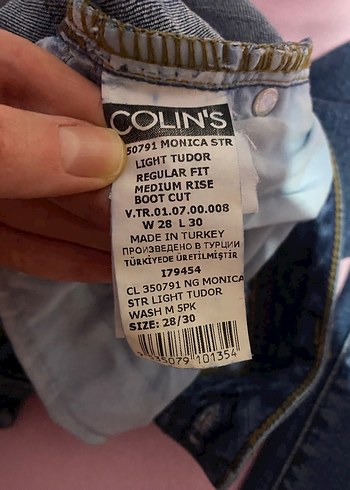 COLIN'S
50791 MONICA STR
LIGHT TUDOR
REGULAR FIT
MEDIUM RISE
BOOT CUT
V.TR.01.07.00.008
W 28 L 30
MADE IN TURKEY
ПРОИЗВЕДЕНО В ТУРЦИИ
TÜRKİYEDE ÜRETİLMİŞTİR
I79454
CL 350791 NG MONICA
STR LIGHT TUDOR
WASH M 5PK
SIZE: 28/30